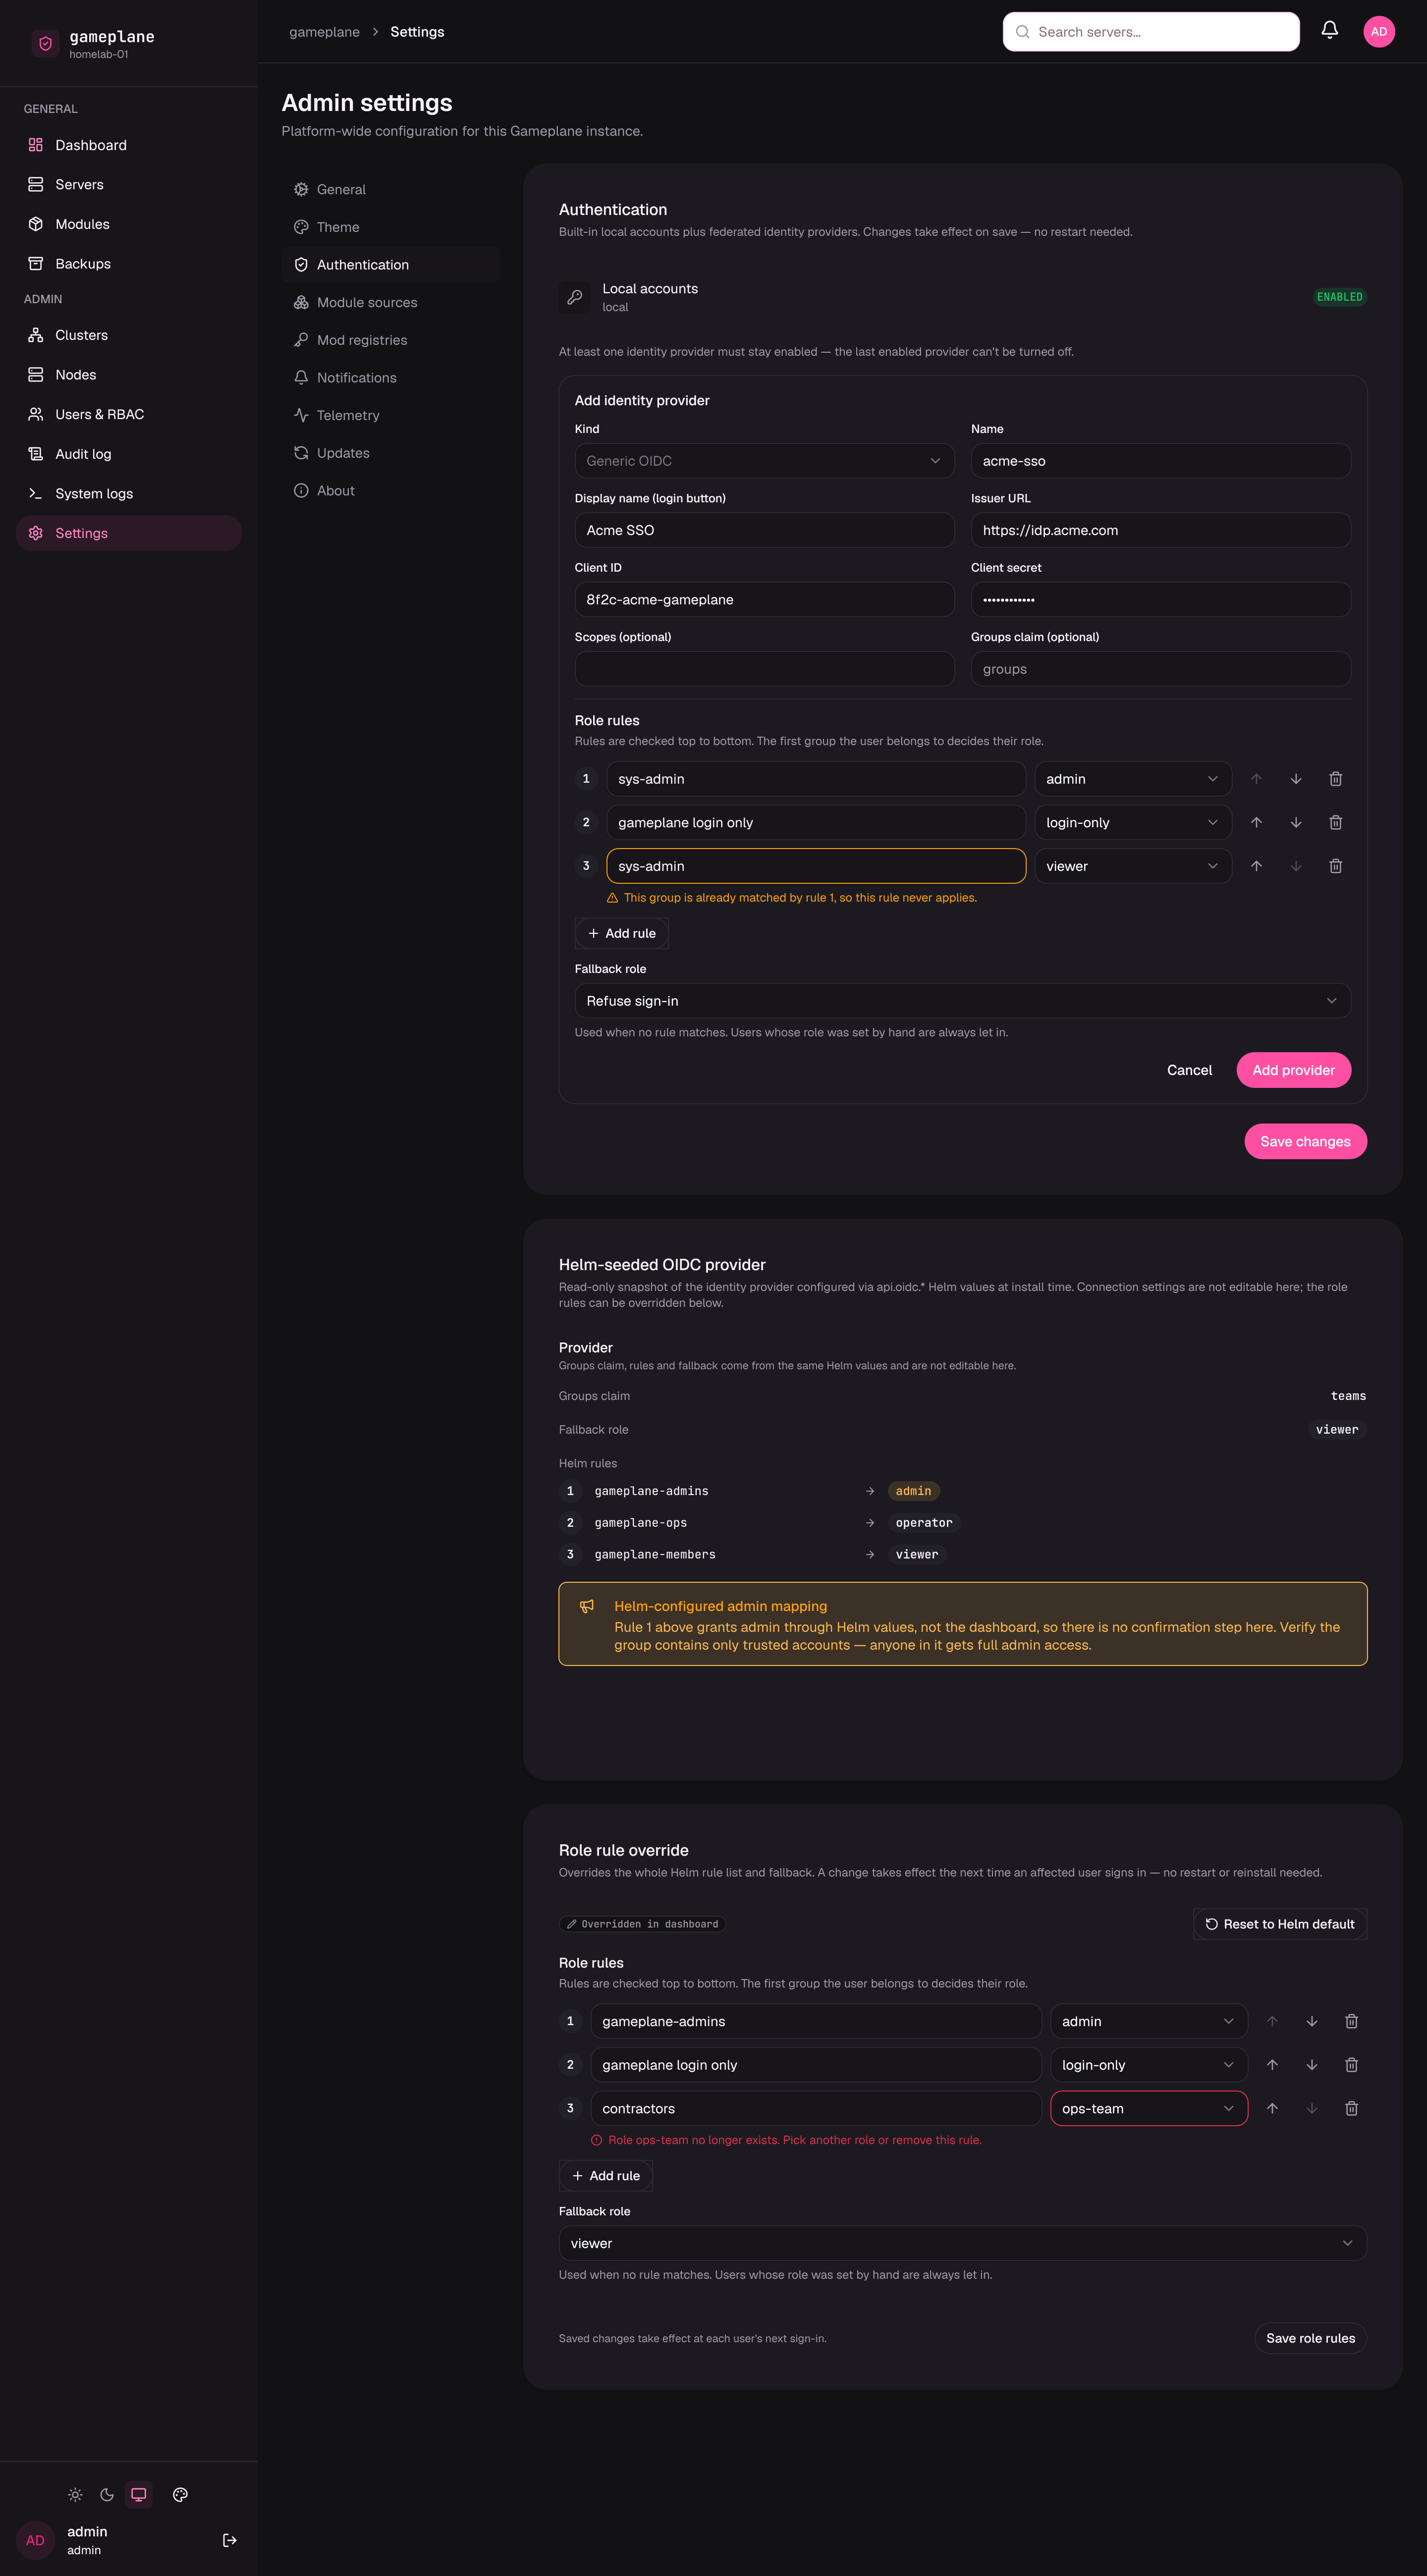 gameplane
homelab-01
gameplane > Settings
Search servers...
AD
GENERAL
Dashboard
Servers
Modules
Backups
ADMIN
Clusters
Nodes
Users & RBAC
Audit log
System logs
Settings
Admin settings
Platform-wide configuration for this Gameplane instance.
General
Theme
Authentication
Module sources
Mod registries
Notifications
Telemetry
Updates
About
Authentication
Built-in local accounts plus federated identity providers. Changes take effect on save — no restart needed.
Local accounts
local
ENABLED
At least one identity provider must stay enabled — the last enabled provider can't be turned off.
Add identity provider
Kind
Name
Generic OIDC
acme-sso
Display name (login button)
Issuer URL
Acme SSO
https://idp.acme.com
Client ID
Client secret
8f2c-acme-gameplane
••••••••••••
Scopes (optional)
Groups claim (optional)
groups
Role rules
Rules are checked top to bottom. The first group the user belongs to decides their role.
1 sys-admin admin
2 gameplane login only login-only
3 sys-admin viewer
This group is already matched by rule 1, so this rule never applies.
Add rule
Fallback role
Refuse sign-in
Used when no rule matches. Users whose role was set by hand are always let in.
Cancel
Add provider
Save changes
Helm-seeded OIDC provider
Read-only snapshot of the identity provider configured via api.oidc.* Helm values at install time. Connection settings are not editable here; the role
rules can be overridden below.
Provider
Groups claim, rules and fallback come from the same Helm values and are not editable here.
Groups claim teams
Fallback role viewer
Helm rules
1 gameplane-admins → admin
2 gameplane-ops → operator
3 gameplane-members → viewer
Helm-configured admin mapping
Rule 1 above grants admin through Helm values, not the dashboard, so there is no confirmation step here. Verify the
group contains only trusted accounts — anyone in it gets full admin access.
Role rule override
Overrides the whole Helm rule list and fallback. A change takes effect the next time an affected user signs in — no restart or reinstall needed.
Overridden in dashboard
Reset to Helm default
Role rules
Rules are checked top to bottom. The first group the user belongs to decides their role.
1 gameplane-admins admin
2 gameplane login only login-only
3 contractors ops-team
Role ops-team no longer exists. Pick another role or remove this rule.
Add rule
Fallback role
viewer
Used when no rule matches. Users whose role was set by hand are always let in.
Saved changes take effect at each user's next sign-in.
Save role rules
AD
admin
admin